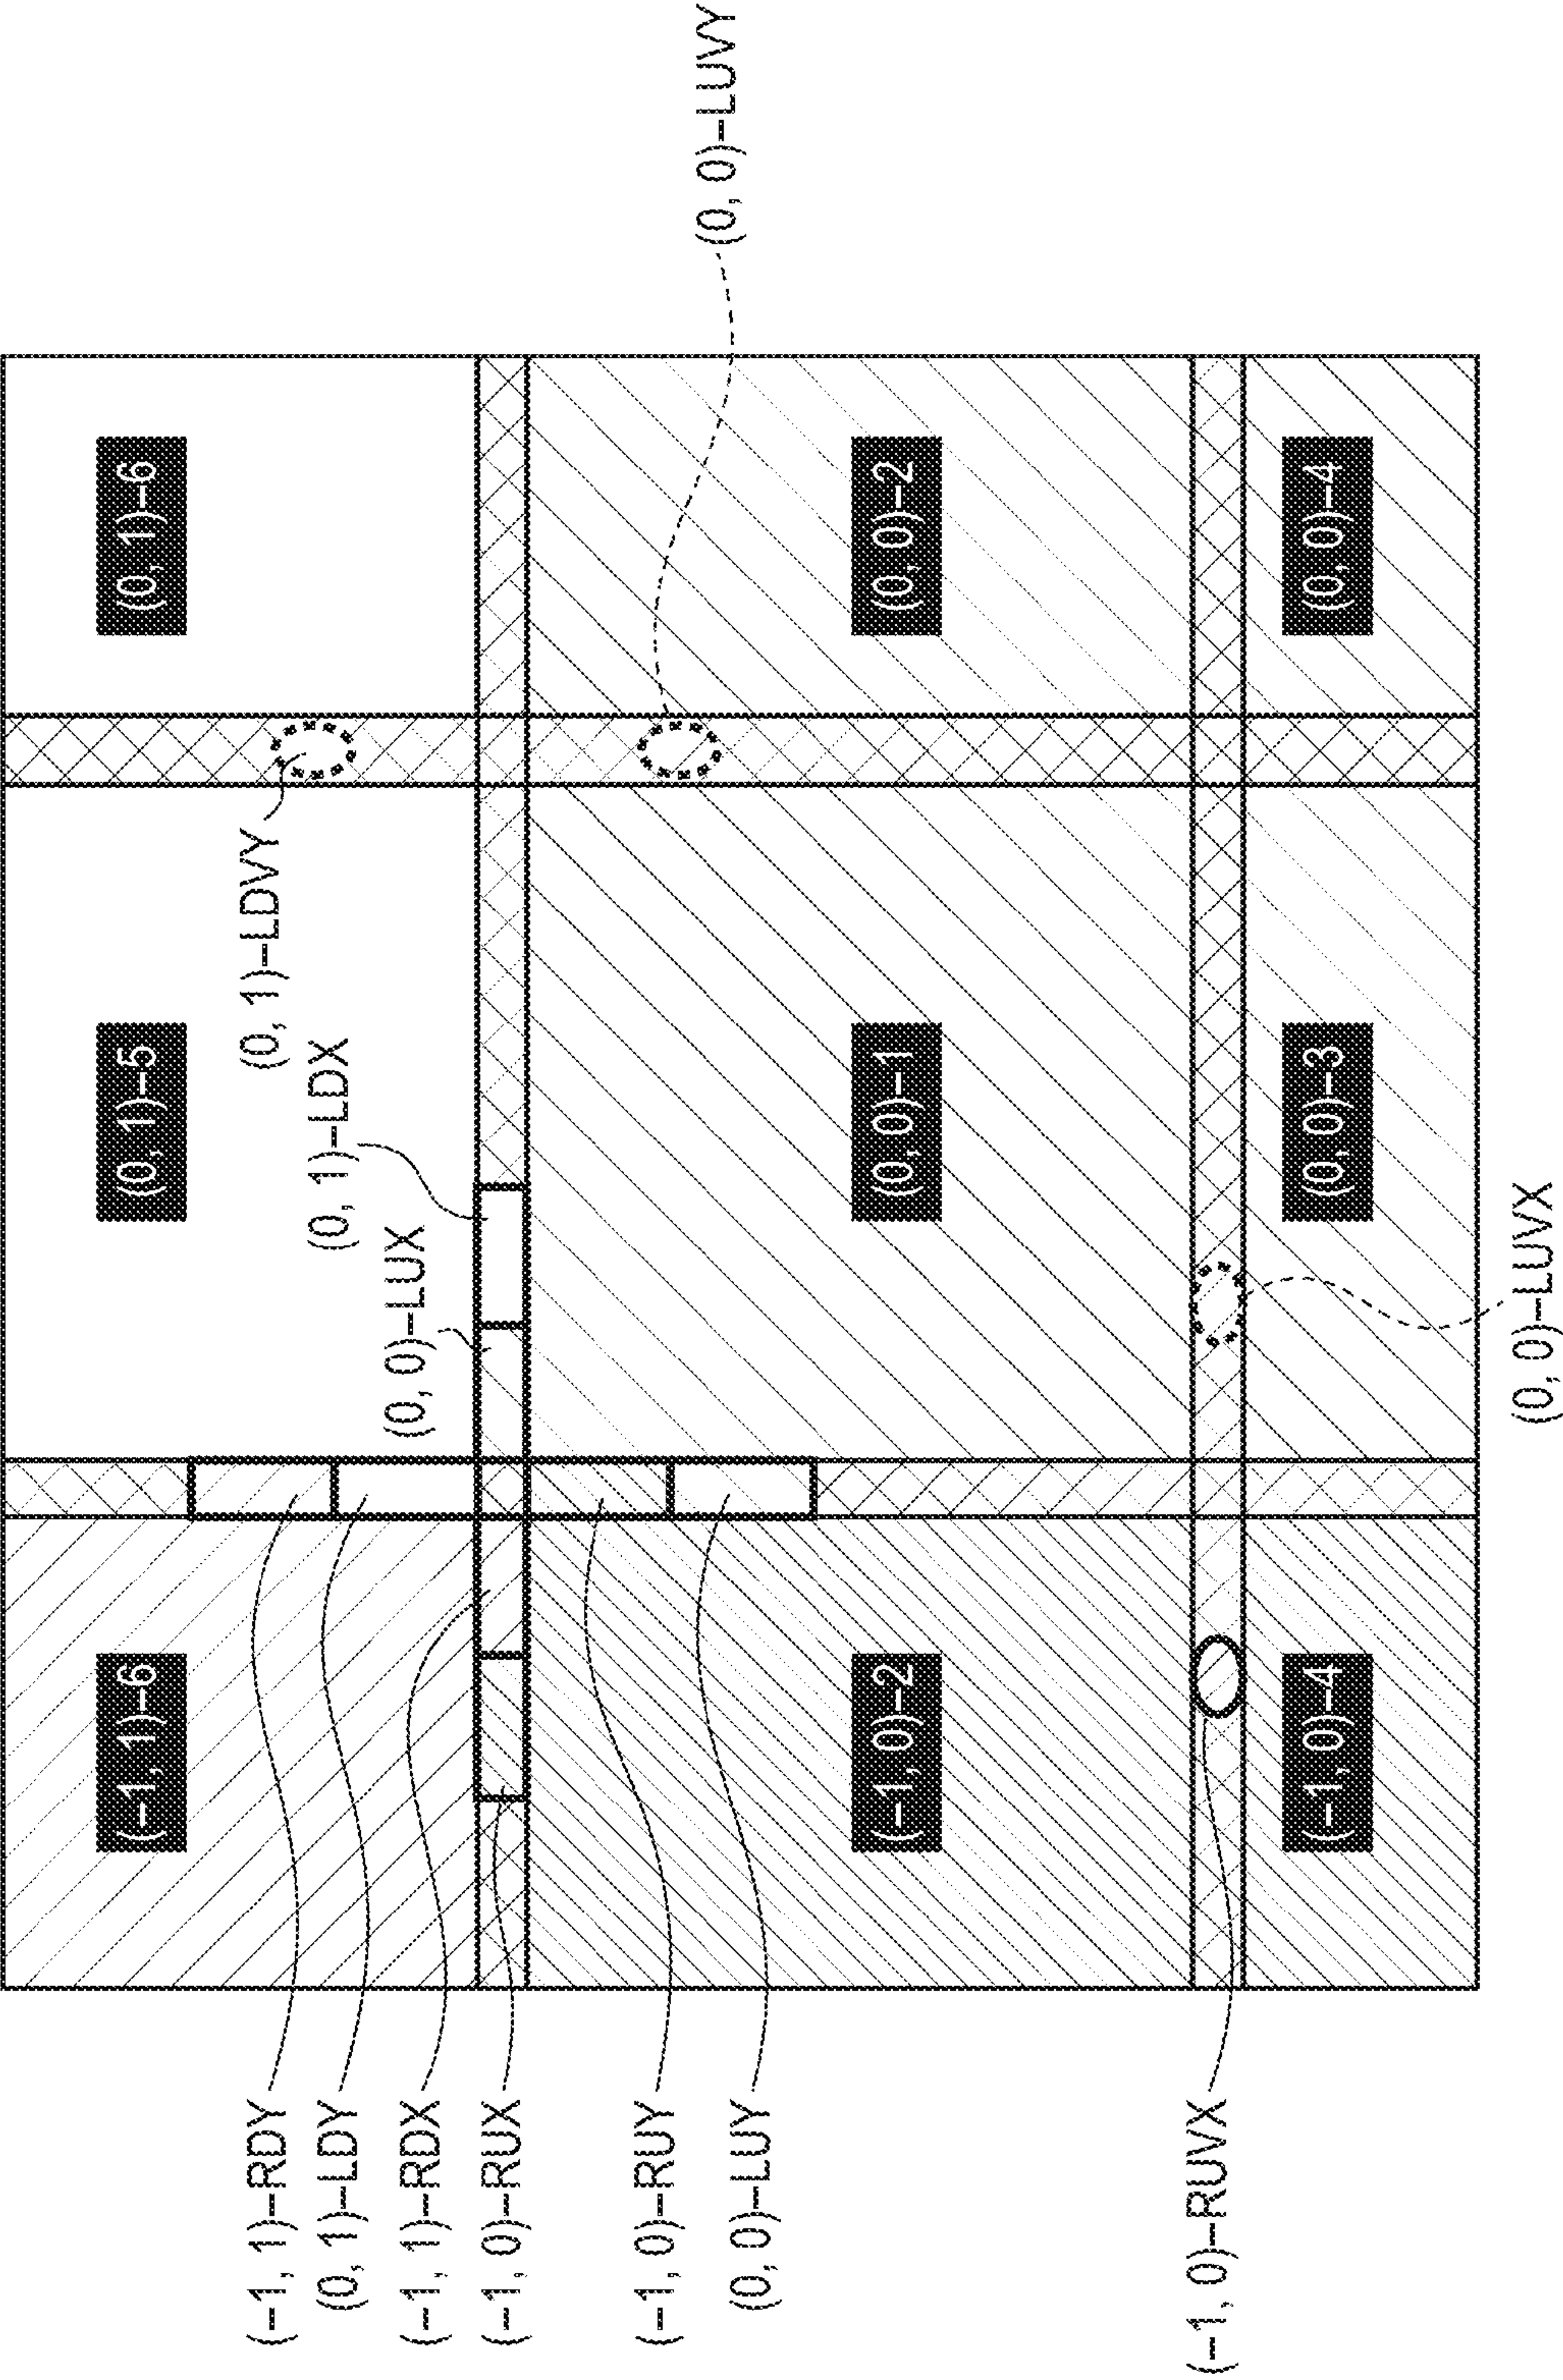 (−1, 1)−6
(0, 1)−5
(0, 1)−6
(−1, 1)−RDY
(0, 1)−LDVY
(0, 1)−LDY
(0, 1)−LDX
(−1, 1)−RDX
(0, 0)−LUX
(−1, 0)−RUX
(−1, 0)−RUY
(0, 0)−LUVY
(0, 0)−LUY
(−1, 0)−2
(0, 0)−1
(0, 0)−2
(−1, 0)−RUVX
(−1, 0)−4
(0, 0)−3
(0, 0)−4
(0, 0)−LUVX